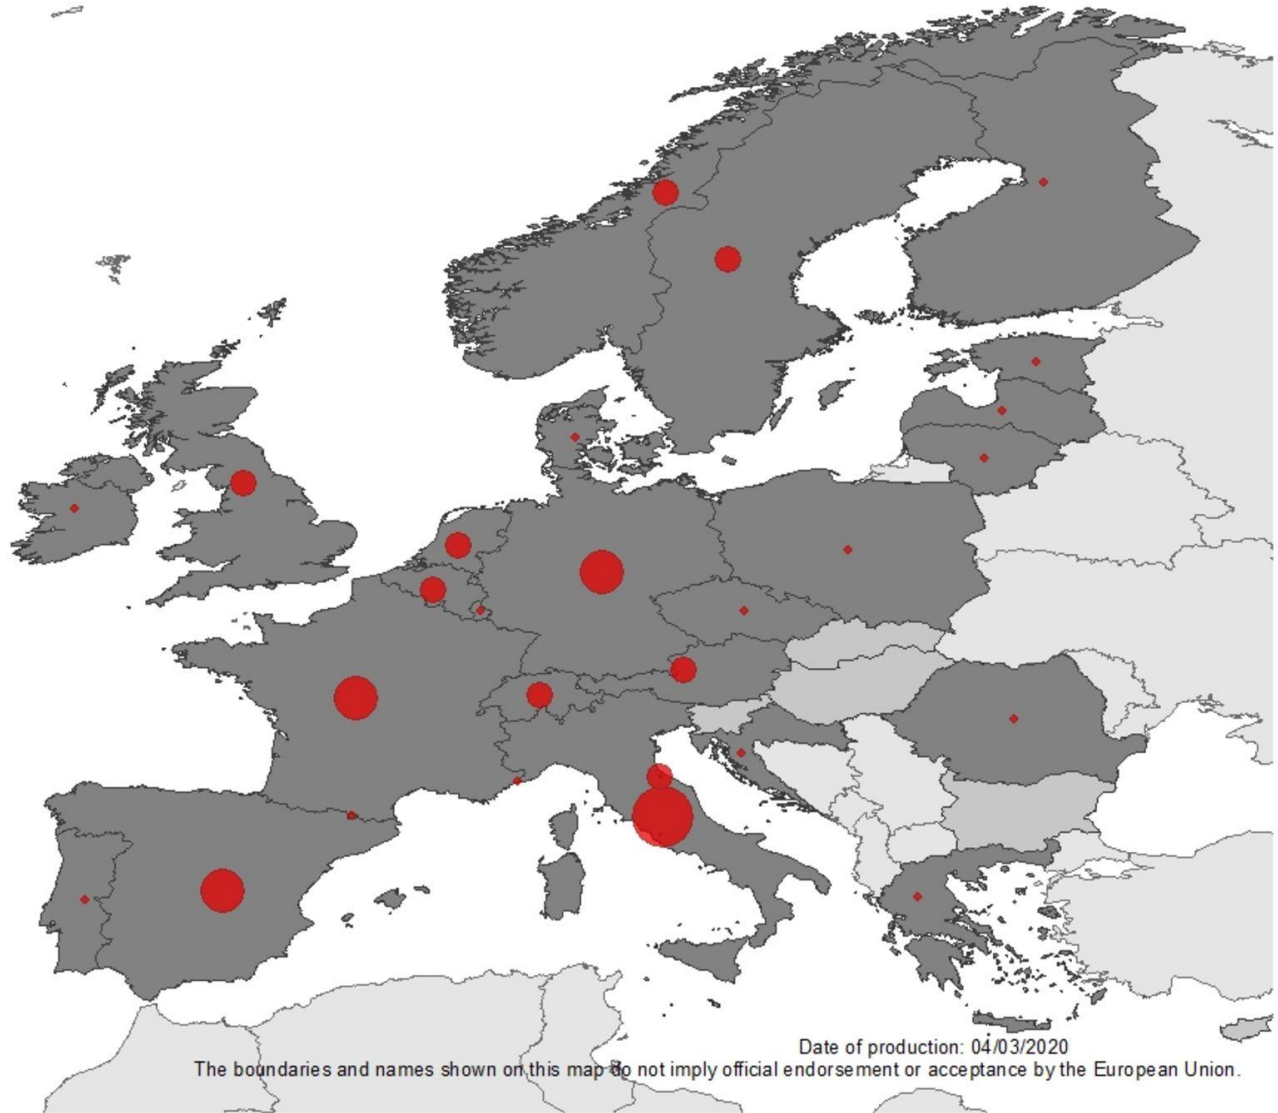 Date of production: 04/03/2020
The boundaries and names shown on this map do not imply official endorsement or acceptance by the European Union.